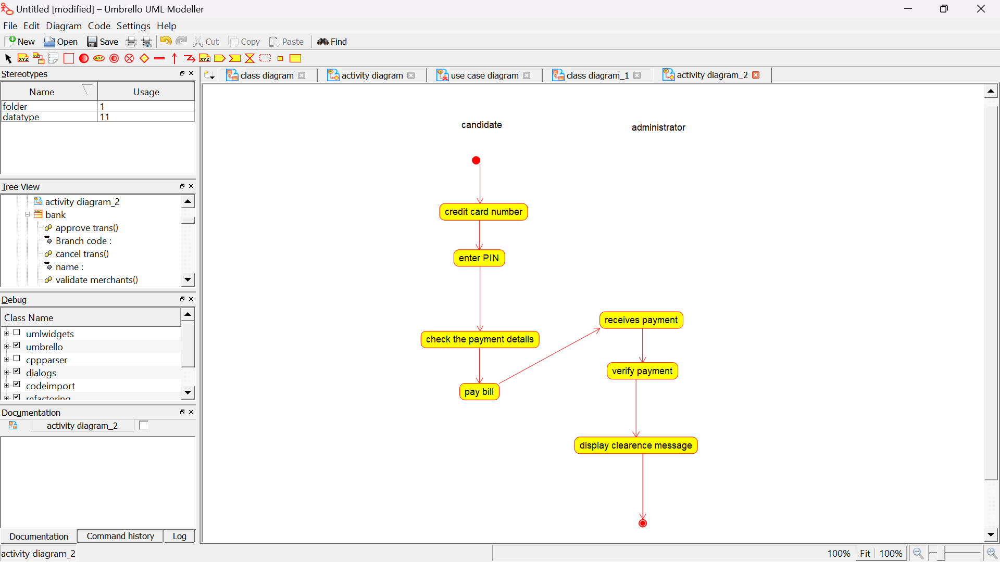 Untitled [modified] – Umbrello UML Modeller
File Edit Diagram Code Settings Help
New Open Save Cut Copy Paste Find
Stereotypes
class diagram activity diagram use case diagram class diagram_1 activity diagram_2
Name Usage
folder 1
datatype 11
candidate
administrator
Tree View
activity diagram_2
bank
approve trans()
Branch code :
cancel trans()
name :
validate merchants()
credit card number
enter PIN
check the payment details
pay bill
receives payment
verify payment
display clearence message
Debug
Class Name
umlwidgets
umbrello
cppparser
dialogs
codeimport
refactoring
Documentation
activity diagram_2
Documentation Command history Log
activity diagram_2
100% Fit 100%